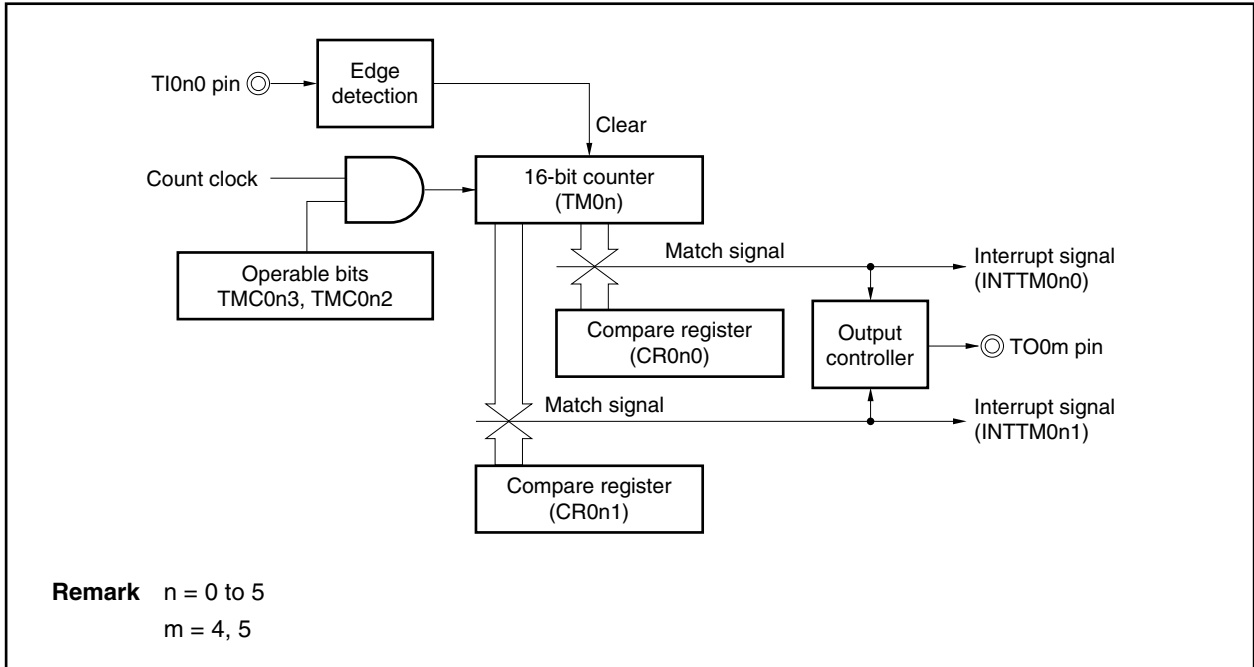 TI0n0 pin
Edge
detection
Clear
Count clock
16-bit counter
(TM0n)
Operable bits
TMC0n3, TMC0n2
Match signal
Interrupt signal
(INTTM0n0)
Compare register
(CR0n0)
Output
controller
TO0m pin
Match signal
Interrupt signal
(INTTM0n1)
Compare register
(CR0n1)
Remark n = 0 to 5
m = 4, 5